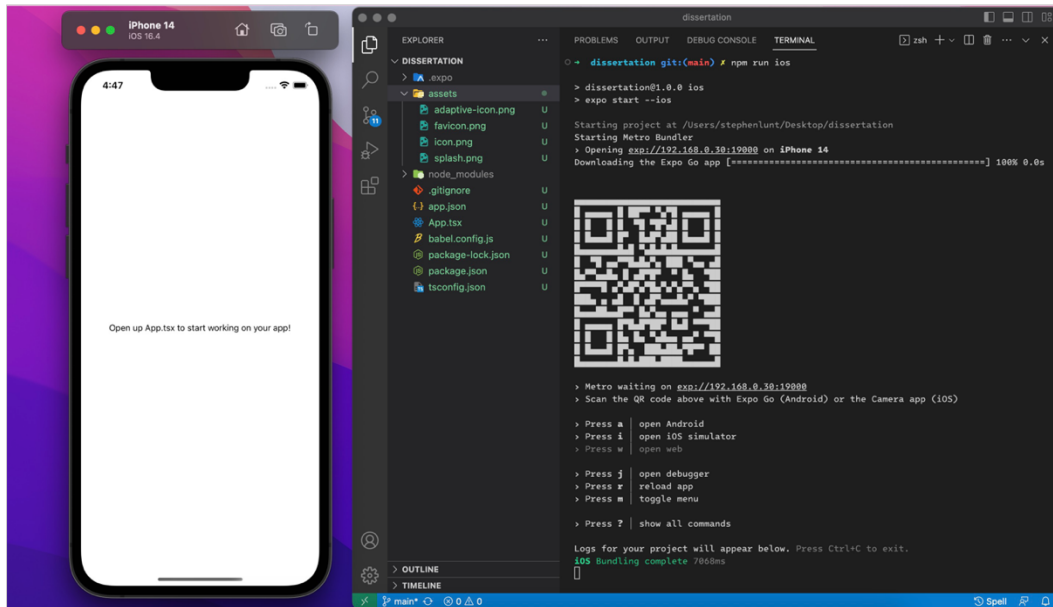 iPhone 14
iOS 16.4
4:47
Open up App.tsx to start working on your app!
dissertation
EXPLORER
DISSERTATION
.expo
assets
adaptive-icon.png U
favicon.png U
icon.png U
splash.png U
node_modules
.gitignore U
app.json U
App.tsx U
babel.config.js U
package-lock.json U
package.json U
tsconfig.json U
11
OUTLINE
TIMELINE
PROBLEMS OUTPUT DEBUG CONSOLE TERMINAL zsh
→ dissertation git:(main) ✗ npm run ios
> dissertation@1.0.0 ios
> expo start --ios
Starting project at /Users/stephenlunt/Desktop/dissertation
Starting Metro Bundler
› Opening exp://192.168.0.30:19000 on iPhone 14
Downloading the Expo Go app [================================================] 100% 0.0s
› Metro waiting on exp://192.168.0.30:19000
› Scan the QR code above with Expo Go (Android) or the Camera app (iOS)
› Press a │ open Android
› Press i │ open iOS simulator
› Press w │ open web
› Press j │ open debugger
› Press r │ reload app
› Press m │ toggle menu
› Press ? │ show all commands
Logs for your project will appear below. Press Ctrl+C to exit.
iOS Bundling complete 7068ms
main* 0 0 Spell